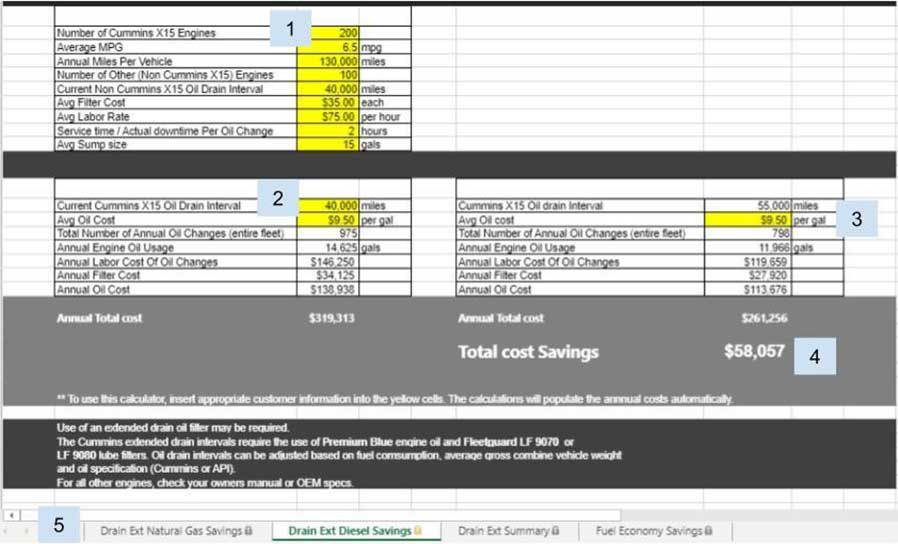 1
Number of Cummins X15 Engines 200
Average MPG 6.5 mpg
Annual Miles Per Vehicle 130,000 miles
Number of Other (Non Cummins X15) Engines 100
Current Non Cummins X15 Oil Drain Interval 40,000 miles
Avg Filter Cost $35.00 each
Avg Labor Rate $75.00 per hour
Service time / Actual downtime Per Oil Change 2 hours
Avg Sump size 15 gals
2
Current Cummins X15 Oil Drain Interval 40,000 miles
Avg Oil Cost $9.50 per gal
Total Number of Annual Oil Changes (entire fleet) 975
Annual Engine Oil Usage 14,625 gals
Annual Labor Cost Of Oil Changes $146,250
Annual Filter Cost $34,125
Annual Oil Cost $138,938
Annual Total cost $319,313
Cummins X15 Oil drain Interval 55,000 miles
Avg Oil cost $9.50 per gal
3
Total Number of Annual Oil Changes (entire fleet) 798
Annual Engine Oil Usage 11,966 gals
Annual Labor Cost Of Oil Changes $119,659
Annual Filter Cost $27,920
Annual Oil Cost $113,676
Annual Total cost $261,256
Total cost Savings $58,057
4
** To use this calculator, insert appropriate customer information into the yellow cells. The calculations will populate the annnual costs automatically.
Use of an extended drain oil filter may be required.
The Cummins extended drain intervals require the use of Premium Blue engine oil and Fleetguard LF 9070 or
LF 9080 lube filters. Oil drain intervals can be adjusted based on fuel comsumption, average gross combine vehicle weight
and oil specification (Cummins or API).
For all other engines, check your owners manual or OEM specs.
5
Drain Ext Natural Gas Savings
Drain Ext Diesel Savings
Drain Ext Summary
Fuel Economy Savings